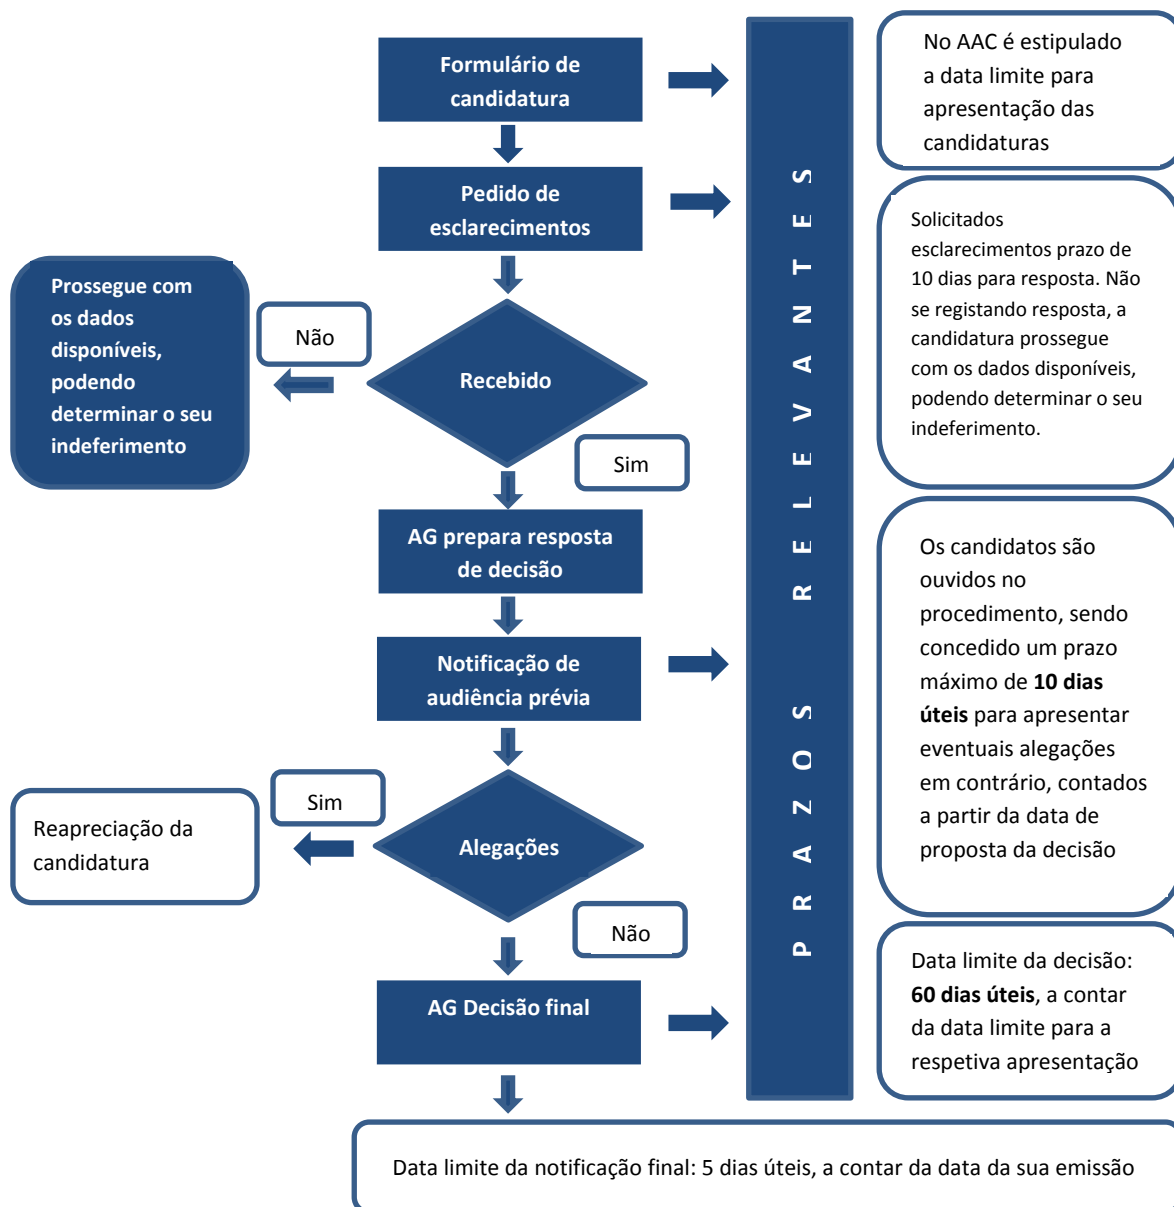 Formulário de
candidatura
No AAC é estipulado
a data limite para
apresentação das
candidaturas
Pedido de
esclarecimentos
Solicitados
esclarecimentos prazo de
10 dias para resposta. Não
se registando resposta, a
candidatura prossegue
com os dados disponíveis,
podendo determinar o seu
indeferimento.
Prossegue com
os dados
disponíveis,
podendo
determinar o seu
indeferimento
Não
Recebido
Sim
PRAZOS RELEVANTES
AG prepara resposta
de decisão
Notificação de
audiência prévia
Os candidatos são
ouvidos no
procedimento, sendo
concedido um prazo
máximo de 10 dias
úteis para apresentar
eventuais alegações
em contrário, contados
a partir da data de
proposta da decisão
Sim
Reapreciação da
candidatura
Alegações
Não
AG Decisão final
Data limite da decisão:
60 dias úteis, a contar
da data limite para a
respetiva apresentação
Data limite da notificação final: 5 dias úteis, a contar da data da sua emissão